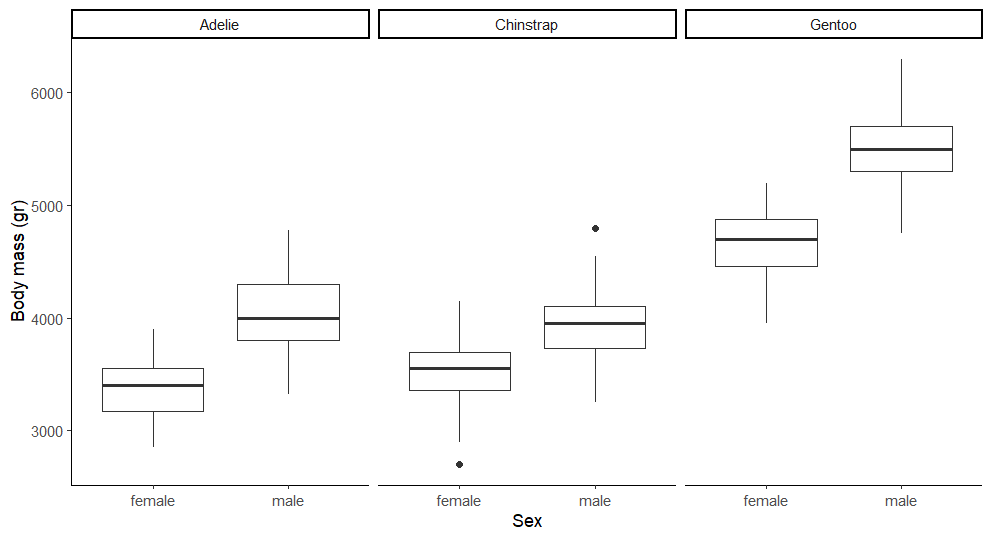 Adelie Chinstrap Gentoo
6000
5000
4000
3000
Body mass (gr)
female male female male female male
Sex